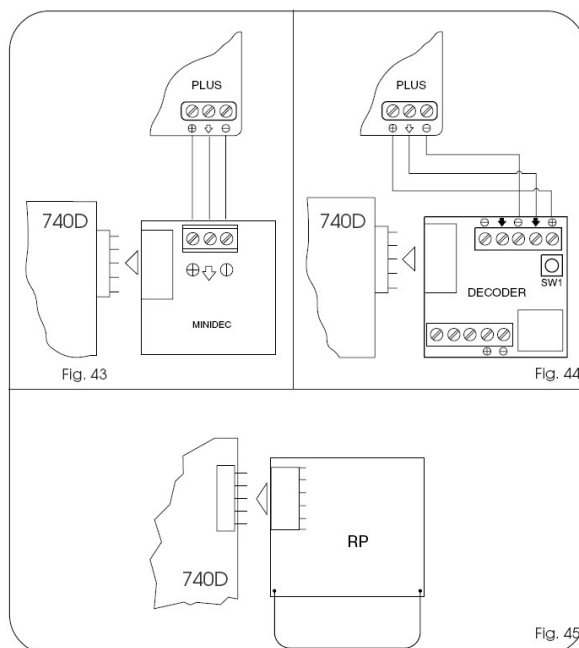 PLUS
740D
MINIDEC
Fig. 43
PLUS
740D
DECODER
SW1
Fig. 44
740D
RP
Fig. 45